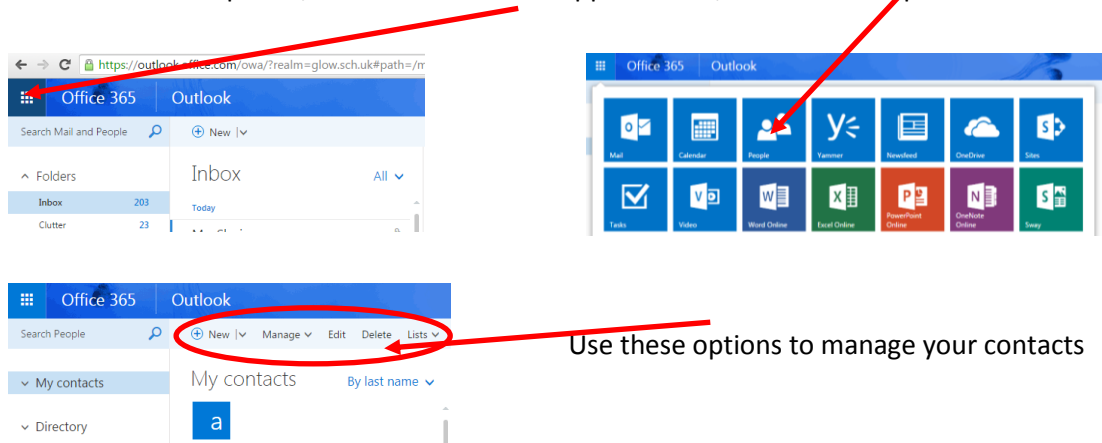 https://outlook.office.com/owa/?realm=glow.sch.uk#path=/m
Office 365 Outlook
Search Mail and People New
Folders
Inbox 203
Clutter 23
Inbox All
Today
Office 365 Outlook
Mail Calendar People Yammer Newsfeed OneDrive Sites
Tasks Video Word Online Excel Online PowerPoint Online OneNote Online Sway
Office 365 Outlook
Search People New Manage Edit Delete Lists
My contacts
Directory
My contacts By last name
a
Use these options to manage your contacts